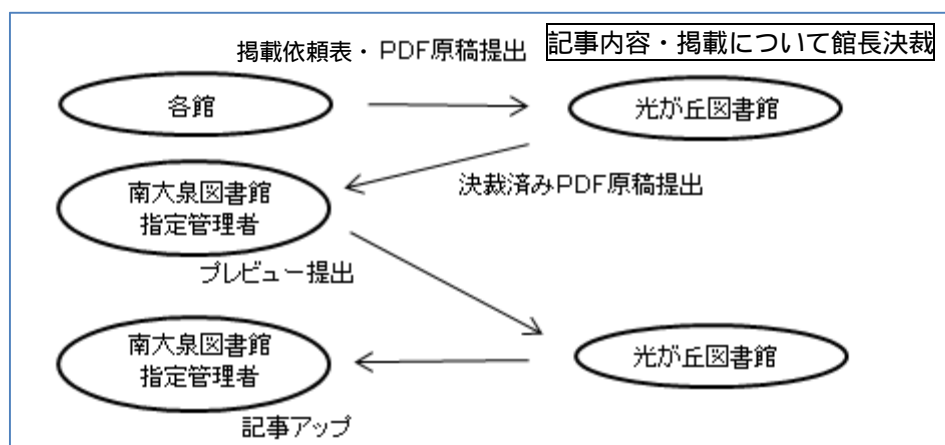 掲載依頼表・PDF原稿提出
記事内容・掲載について館長決裁
各館
光が丘図書館
決裁済みPDF原稿提出
南大泉図書館
指定管理者
プレビュー提出
光が丘図書館
南大泉図書館
指定管理者
記事アップ